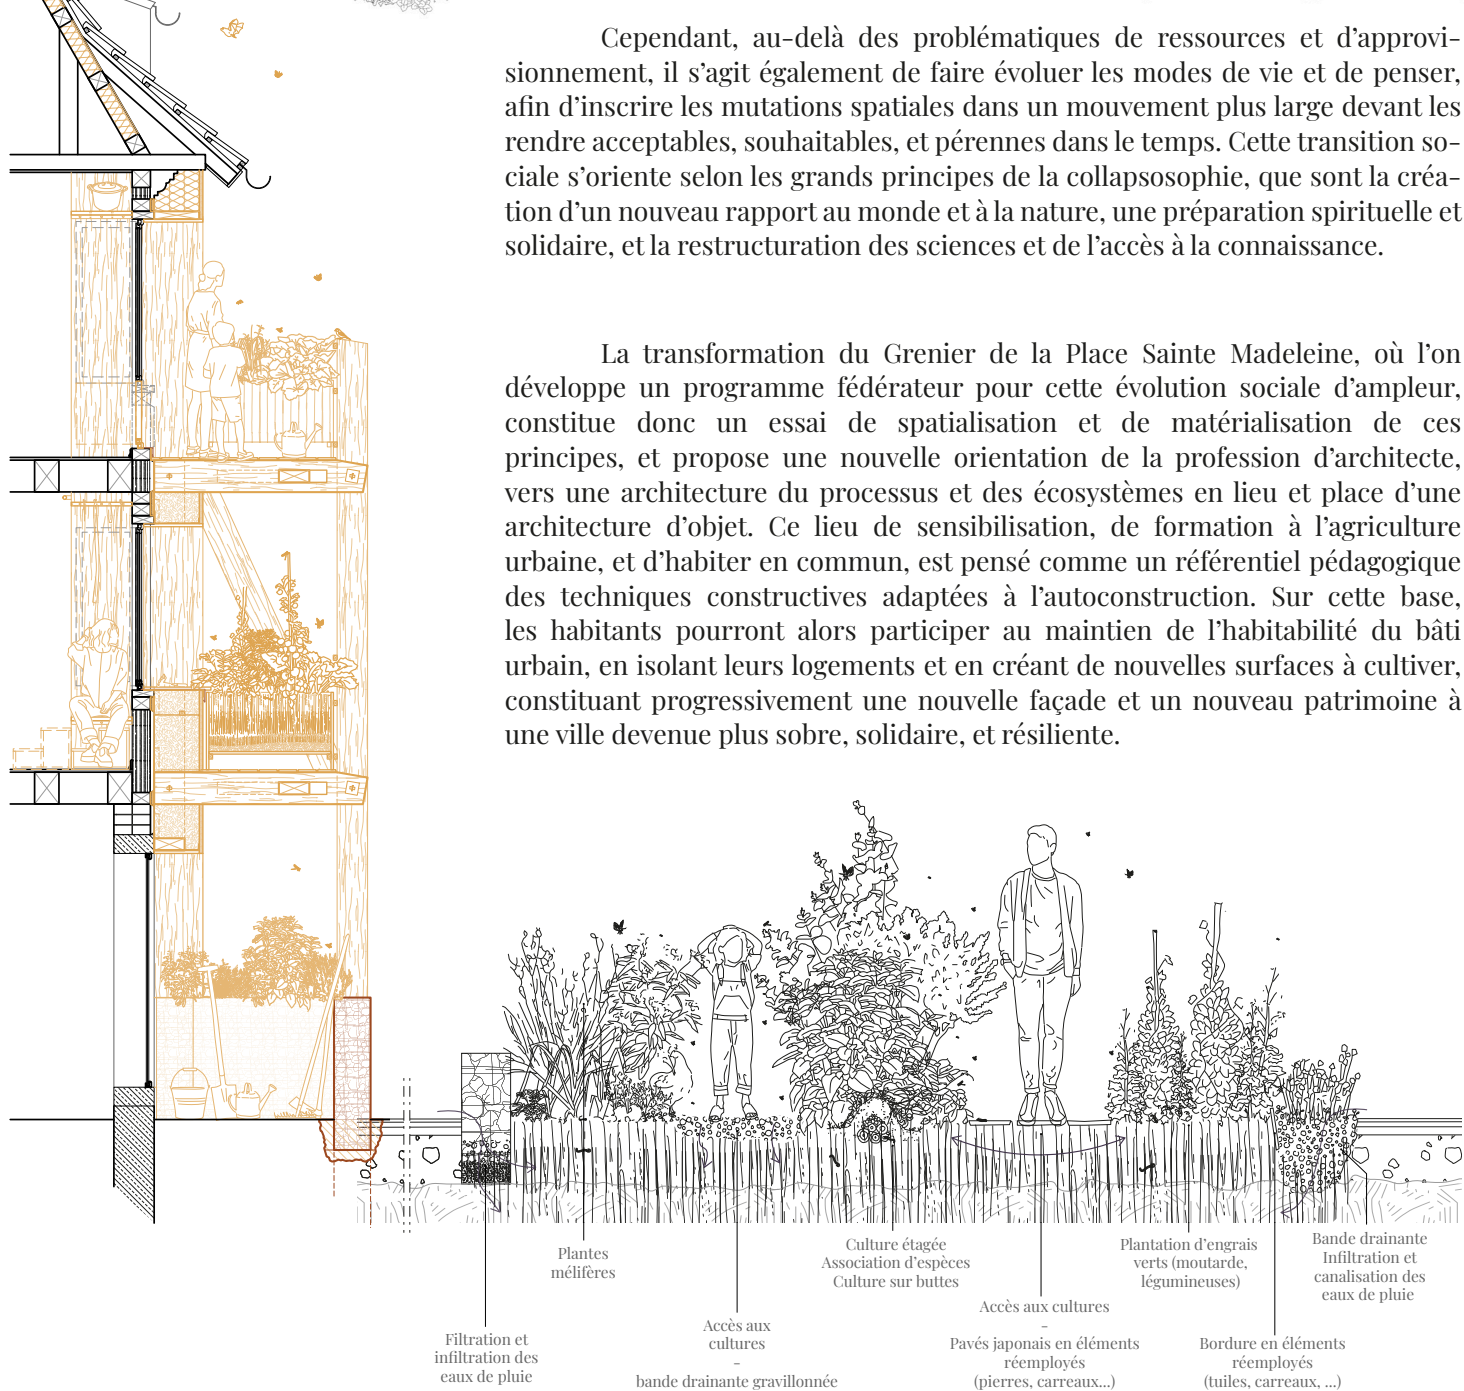 Cependant, au-delà des problématiques de ressources et d’approvi-
sionnement, il s’agit également de faire évoluer les modes de vie et de penser,
afin d’inscrire les mutations spatiales dans un mouvement plus large devant les
rendre acceptables, souhaitables, et pérennes dans le temps. Cette transition so-
ciale s’oriente selon les grands principes de la collapsosophie, que sont la créa-
tion d’un nouveau rapport au monde et à la nature, une préparation spirituelle et
solidaire, et la restructuration des sciences et de l’accès à la connaissance.
La transformation du Grenier de la Place Sainte Madeleine, où l’on
développe un programme fédérateur pour cette évolution sociale d’ampleur,
constitue donc un essai de spatialisation et de matérialisation de ces
principes, et propose une nouvelle orientation de la profession d’architecte,
vers une architecture du processus et des écosystèmes en lieu et place d’une
architecture d’objet. Ce lieu de sensibilisation, de formation à l’agriculture
urbaine, et d’habiter en commun, est pensé comme un référentiel pédagogique
des techniques constructives adaptées à l’autoconstruction. Sur cette base,
les habitants pourront alors participer au maintien de l’habitabilité du bâti
urbain, en isolant leurs logements et en créant de nouvelles surfaces à cultiver,
constituant progressivement une nouvelle façade et un nouveau patrimoine à
une ville devenue plus sobre, solidaire, et résiliente.
Filtration et
infiltration des
eaux de pluie
Plantes
mélifères
Accès aux
cultures
-
bande drainante gravillonnée
Culture étagée
Association d’espèces
Culture sur buttes
Accès aux cultures
-
Pavés japonais en éléments
réemployés
(pierres, carreaux...)
Plantation d’engrais
verts (moutarde,
légumineuses)
Bordure en éléments
réemployés
(tuiles, carreaux, ...)
Bande drainante
Infiltration et
canalisation des
eaux de pluie